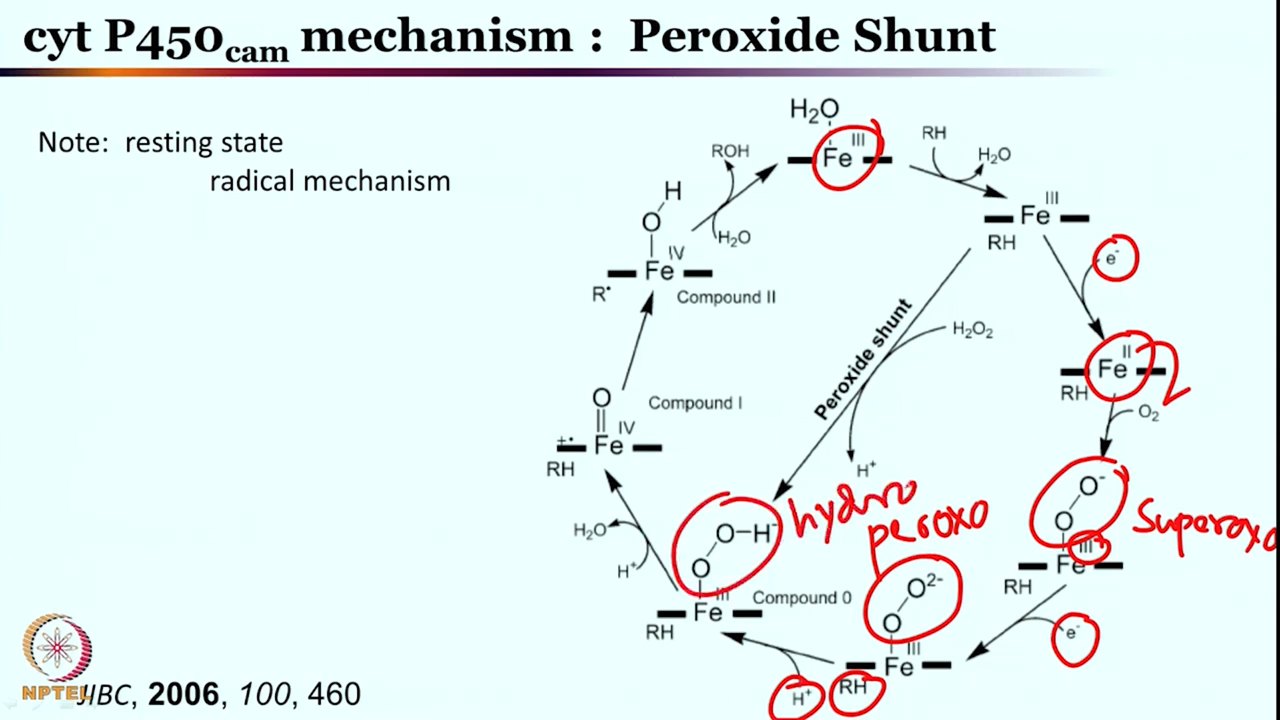 cyt P450cam mechanism : Peroxide Shunt
Note: resting state
radical mechanism
H₂O
Fe III
RH
H₂O
Fe III
RH
e⁻
Fe II
RH
O₂
O⁻
O
superoxo
III+
Fe
RH
e⁻
O²⁻
O
Fe III
RH
H⁺
hydro
peroxo
O-H
O
III
Fe
Compound 0
RH
Peroxide shunt
H₂O₂
H⁺
H₂O
H⁺
O
Fe IV
Compound I
+•
RH
H
O
Fe IV
R•
Compound II
ROH
H₂O
NPTEL
JIBC, 2006, 100, 460